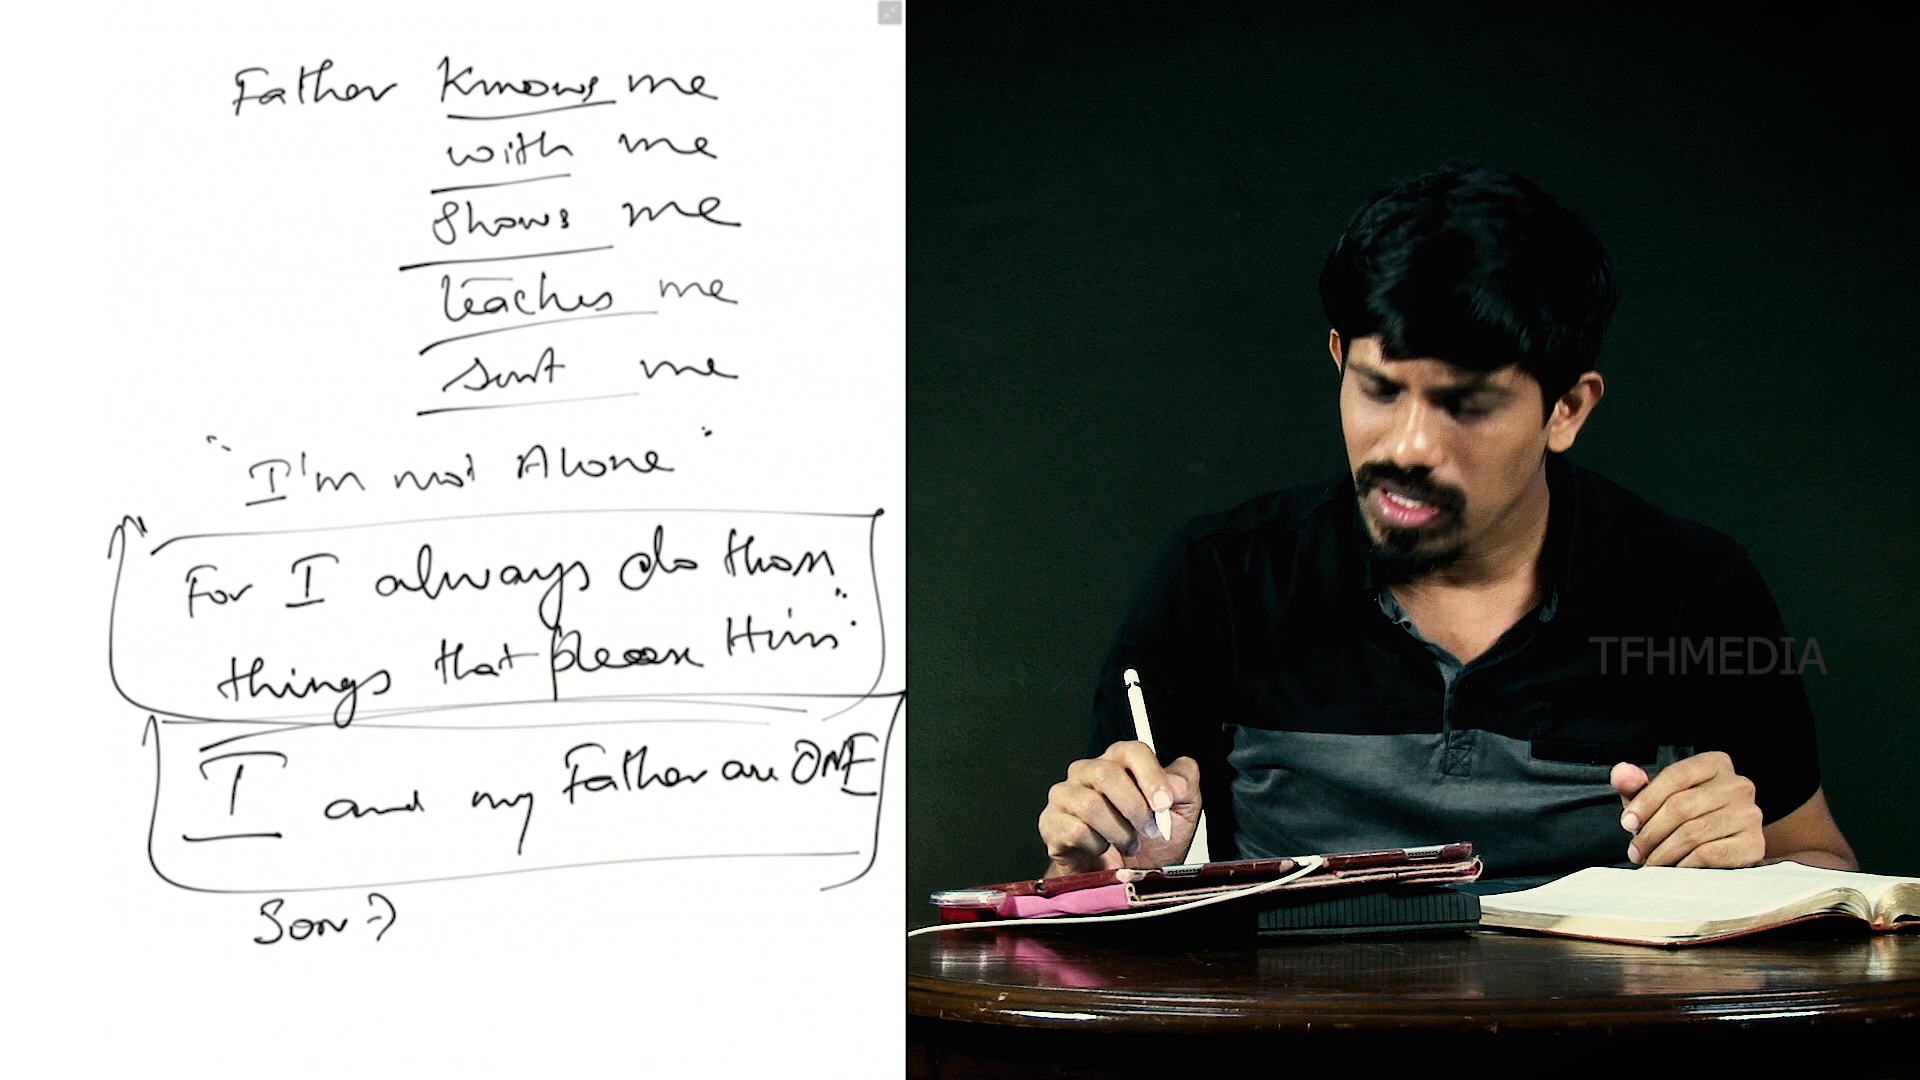 Father Knows me
with me
Shows me
teaches me
sent me
"I'm not Alone"
"For I always do those
things that please Him"
I and my Father are ONE
Son →
TFHMEDIA